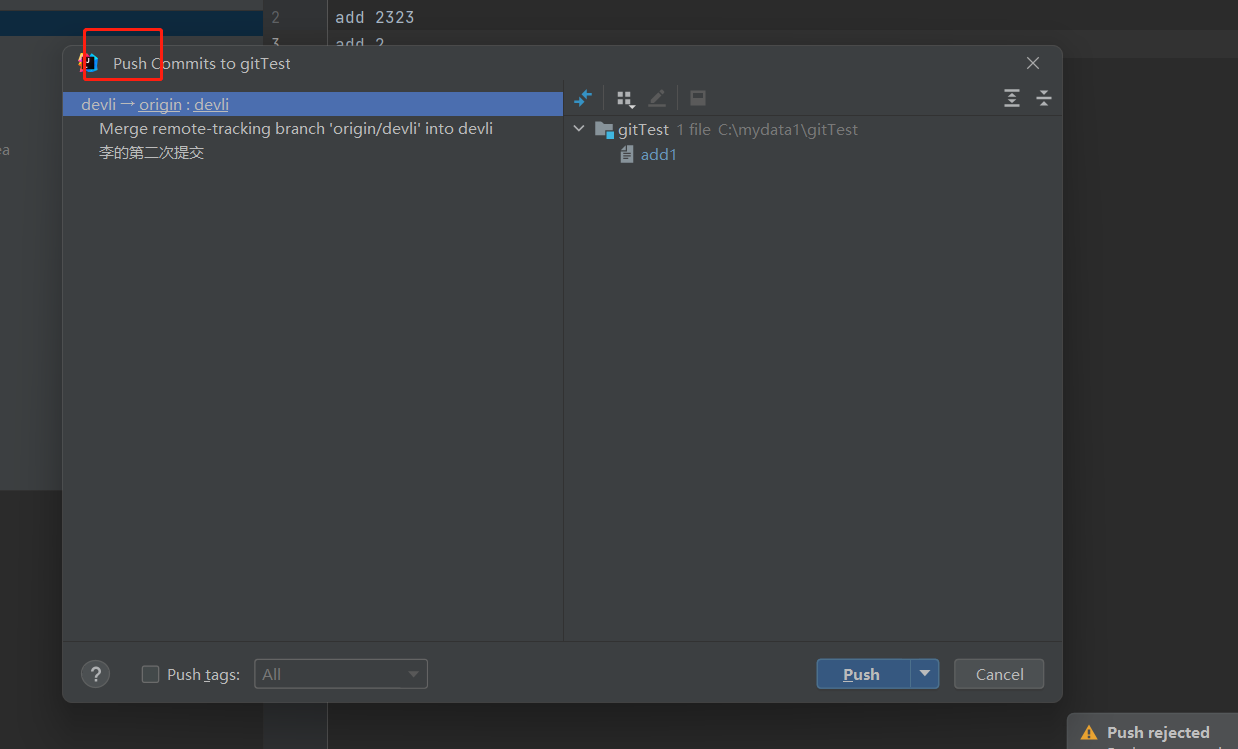 2 add 2323
3 add 2
Push Commits to gitTest
devli → origin : devli
Merge remote-tracking branch 'origin/devli' into devli
李的第二次提交
ea
gitTest 1 file C:\mydata1\gitTest
add1
? Push tags: All
Push
Cancel
Push rejected